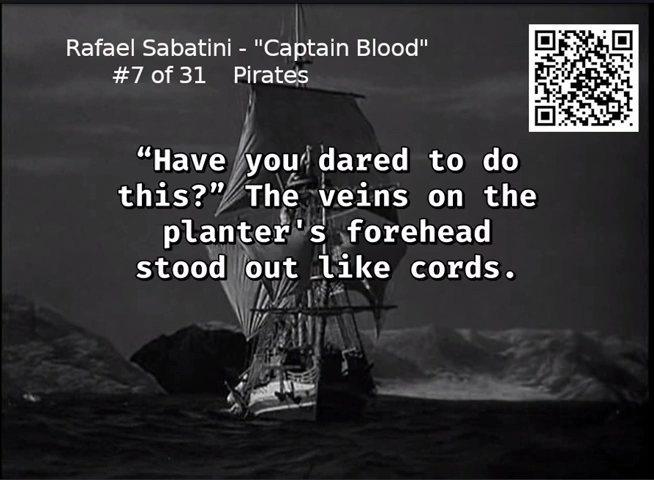 Rafael Sabatini - "Captain Blood"
#7 of 31    Pirates
“Have you dared to do
this?” The veins on the
planter's forehead
stood out like cords.